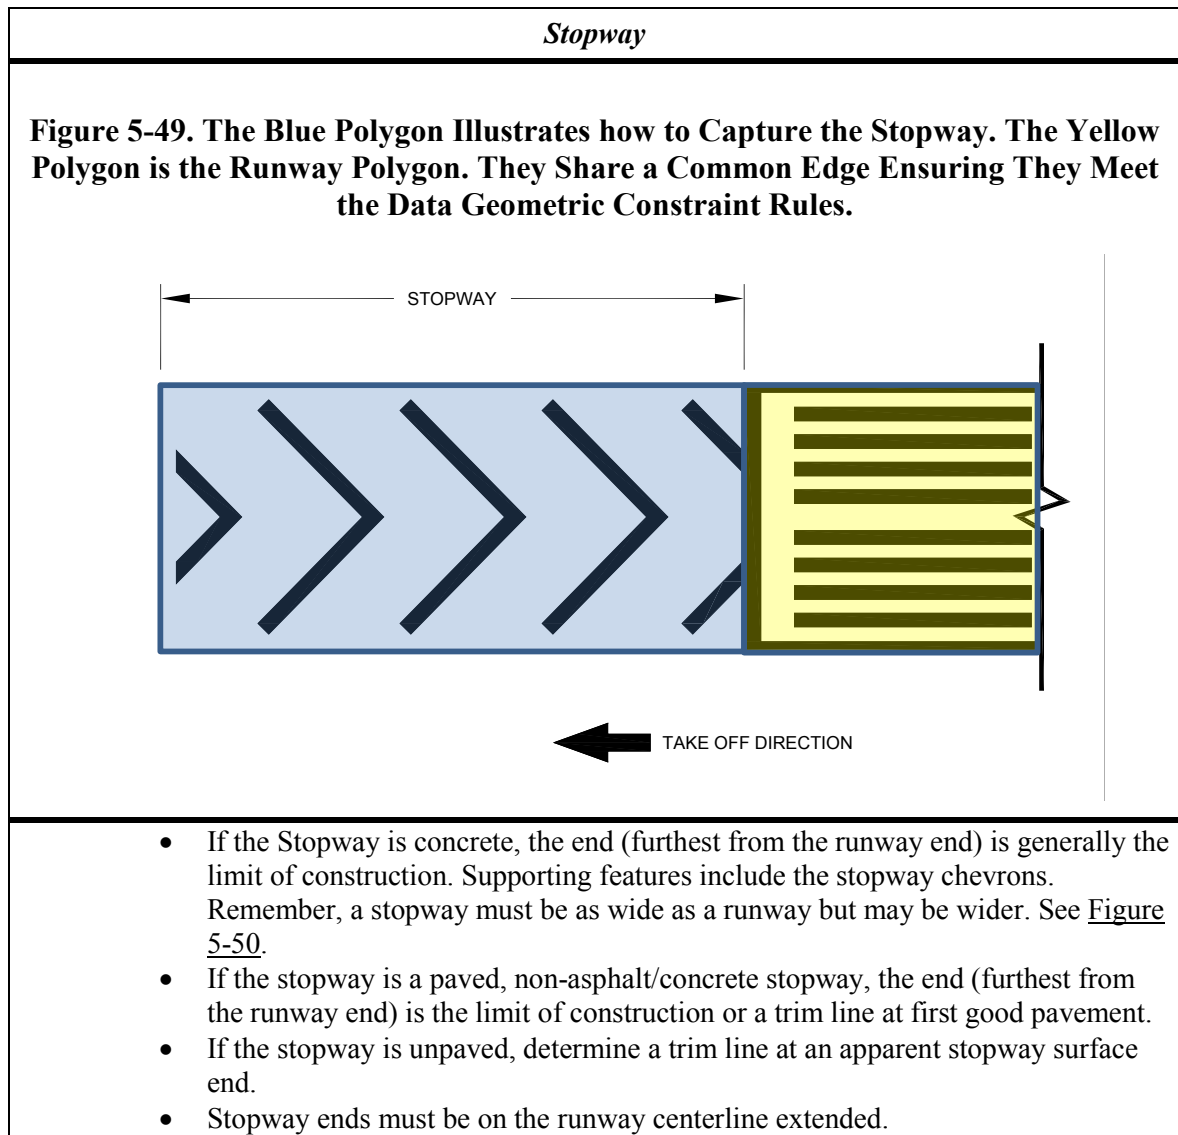 Stopway
Figure 5-49. The Blue Polygon Illustrates how to Capture the Stopway. The Yellow
Polygon is the Runway Polygon. They Share a Common Edge Ensuring They Meet
the Data Geometric Constraint Rules.
STOPWAY
TAKE OFF DIRECTION
• If the Stopway is concrete, the end (furthest from the runway end) is generally the
limit of construction. Supporting features include the stopway chevrons.
Remember, a stopway must be as wide as a runway but may be wider. See Figure
5-50.
• If the stopway is a paved, non-asphalt/concrete stopway, the end (furthest from
the runway end) is the limit of construction or a trim line at first good pavement.
• If the stopway is unpaved, determine a trim line at an apparent stopway surface
end.
• Stopway ends must be on the runway centerline extended.